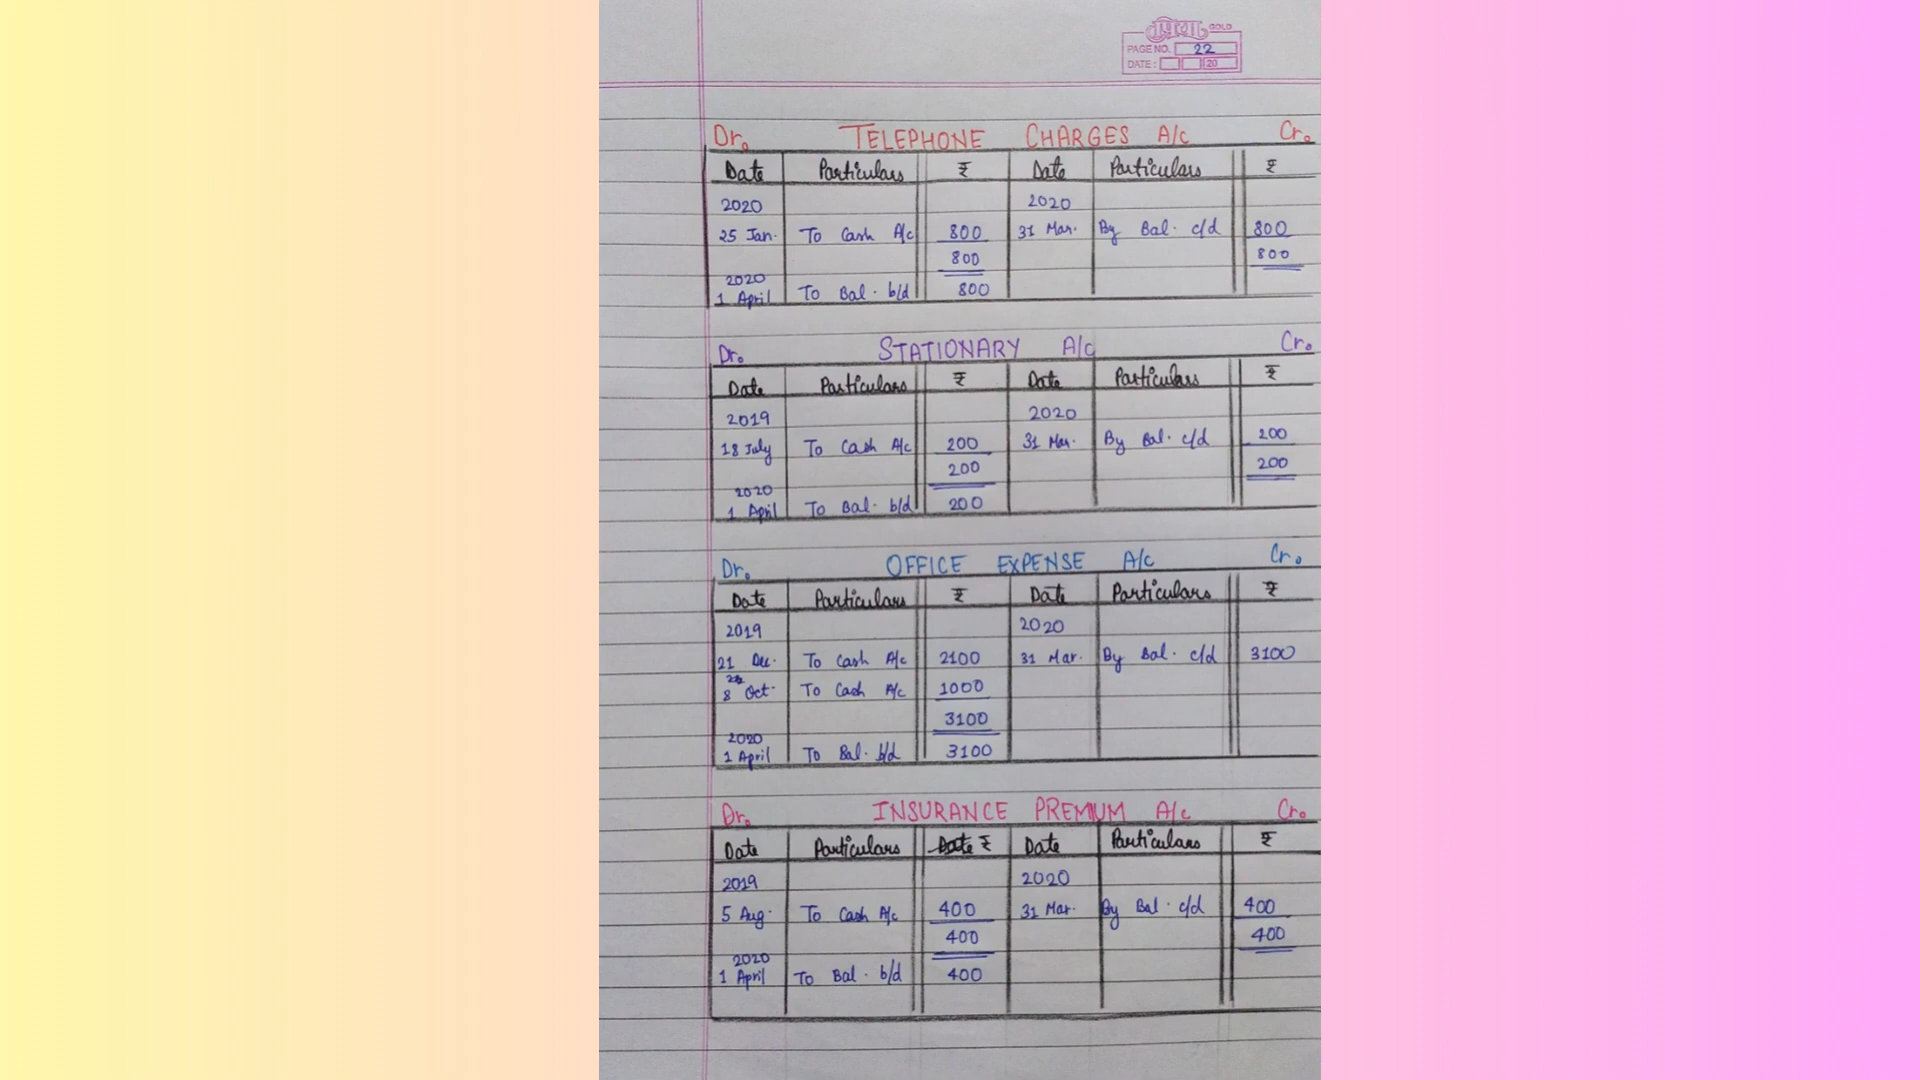 प्रिया GOLD
PAGE NO. 22
DATE: 20
Dr. TELEPHONE CHARGES A/c Cr.
Date Particulars ₹ Date Particulars ₹
2020 2020
25 Jan. To Cash A/c 800 31 Mar. By Bal. c/d 800
800 800
2020
1 April To Bal. b/d 800
Dr. STATIONARY A/c Cr.
Date Particulars ₹ Date Particulars ₹
2019 2020
18 July To Cash A/c 200 31 Mar. By Bal. c/d 200
200 200
2020
1 April To Bal. b/d 200
Dr. OFFICE EXPENSE A/c Cr.
Date Particulars ₹ Date Particulars ₹
2019 2020
21 Dec. To Cash A/c 2100 31 Mar. By Bal. c/d 3100
8 Oct. To Cash A/c 1000
3100
2020
1 April To Bal. b/d 3100
Dr. INSURANCE PREMIUM A/c Cr.
Date Particulars Date ₹ Date Particulars ₹
2019 2020
5 Aug. To Cash A/c 400 31 Mar. By Bal. c/d 400
400 400
2020
1 April To Bal. b/d 400